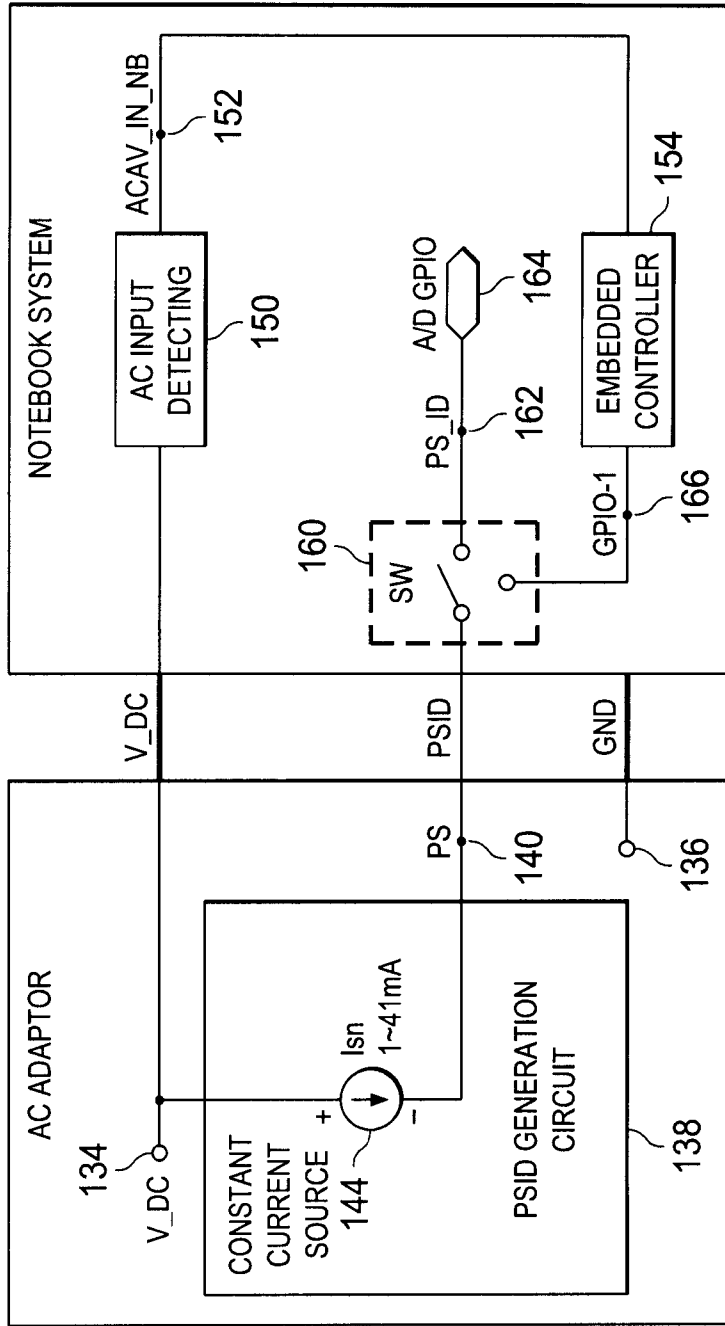 AC ADAPTOR
V_DC
134
CONSTANT
CURRENT
SOURCE
144
+
−
Isn
1~41mA
PSID GENERATION
CIRCUIT
138
PS
140
136
V_DC
PSID
GND
NOTEBOOK SYSTEM
AC INPUT
DETECTING
150
ACAV_IN_NB
152
160
SW
PS_ID
162
A/D GPIO
164
GPIO-1
166
EMBEDDED
CONTROLLER
154